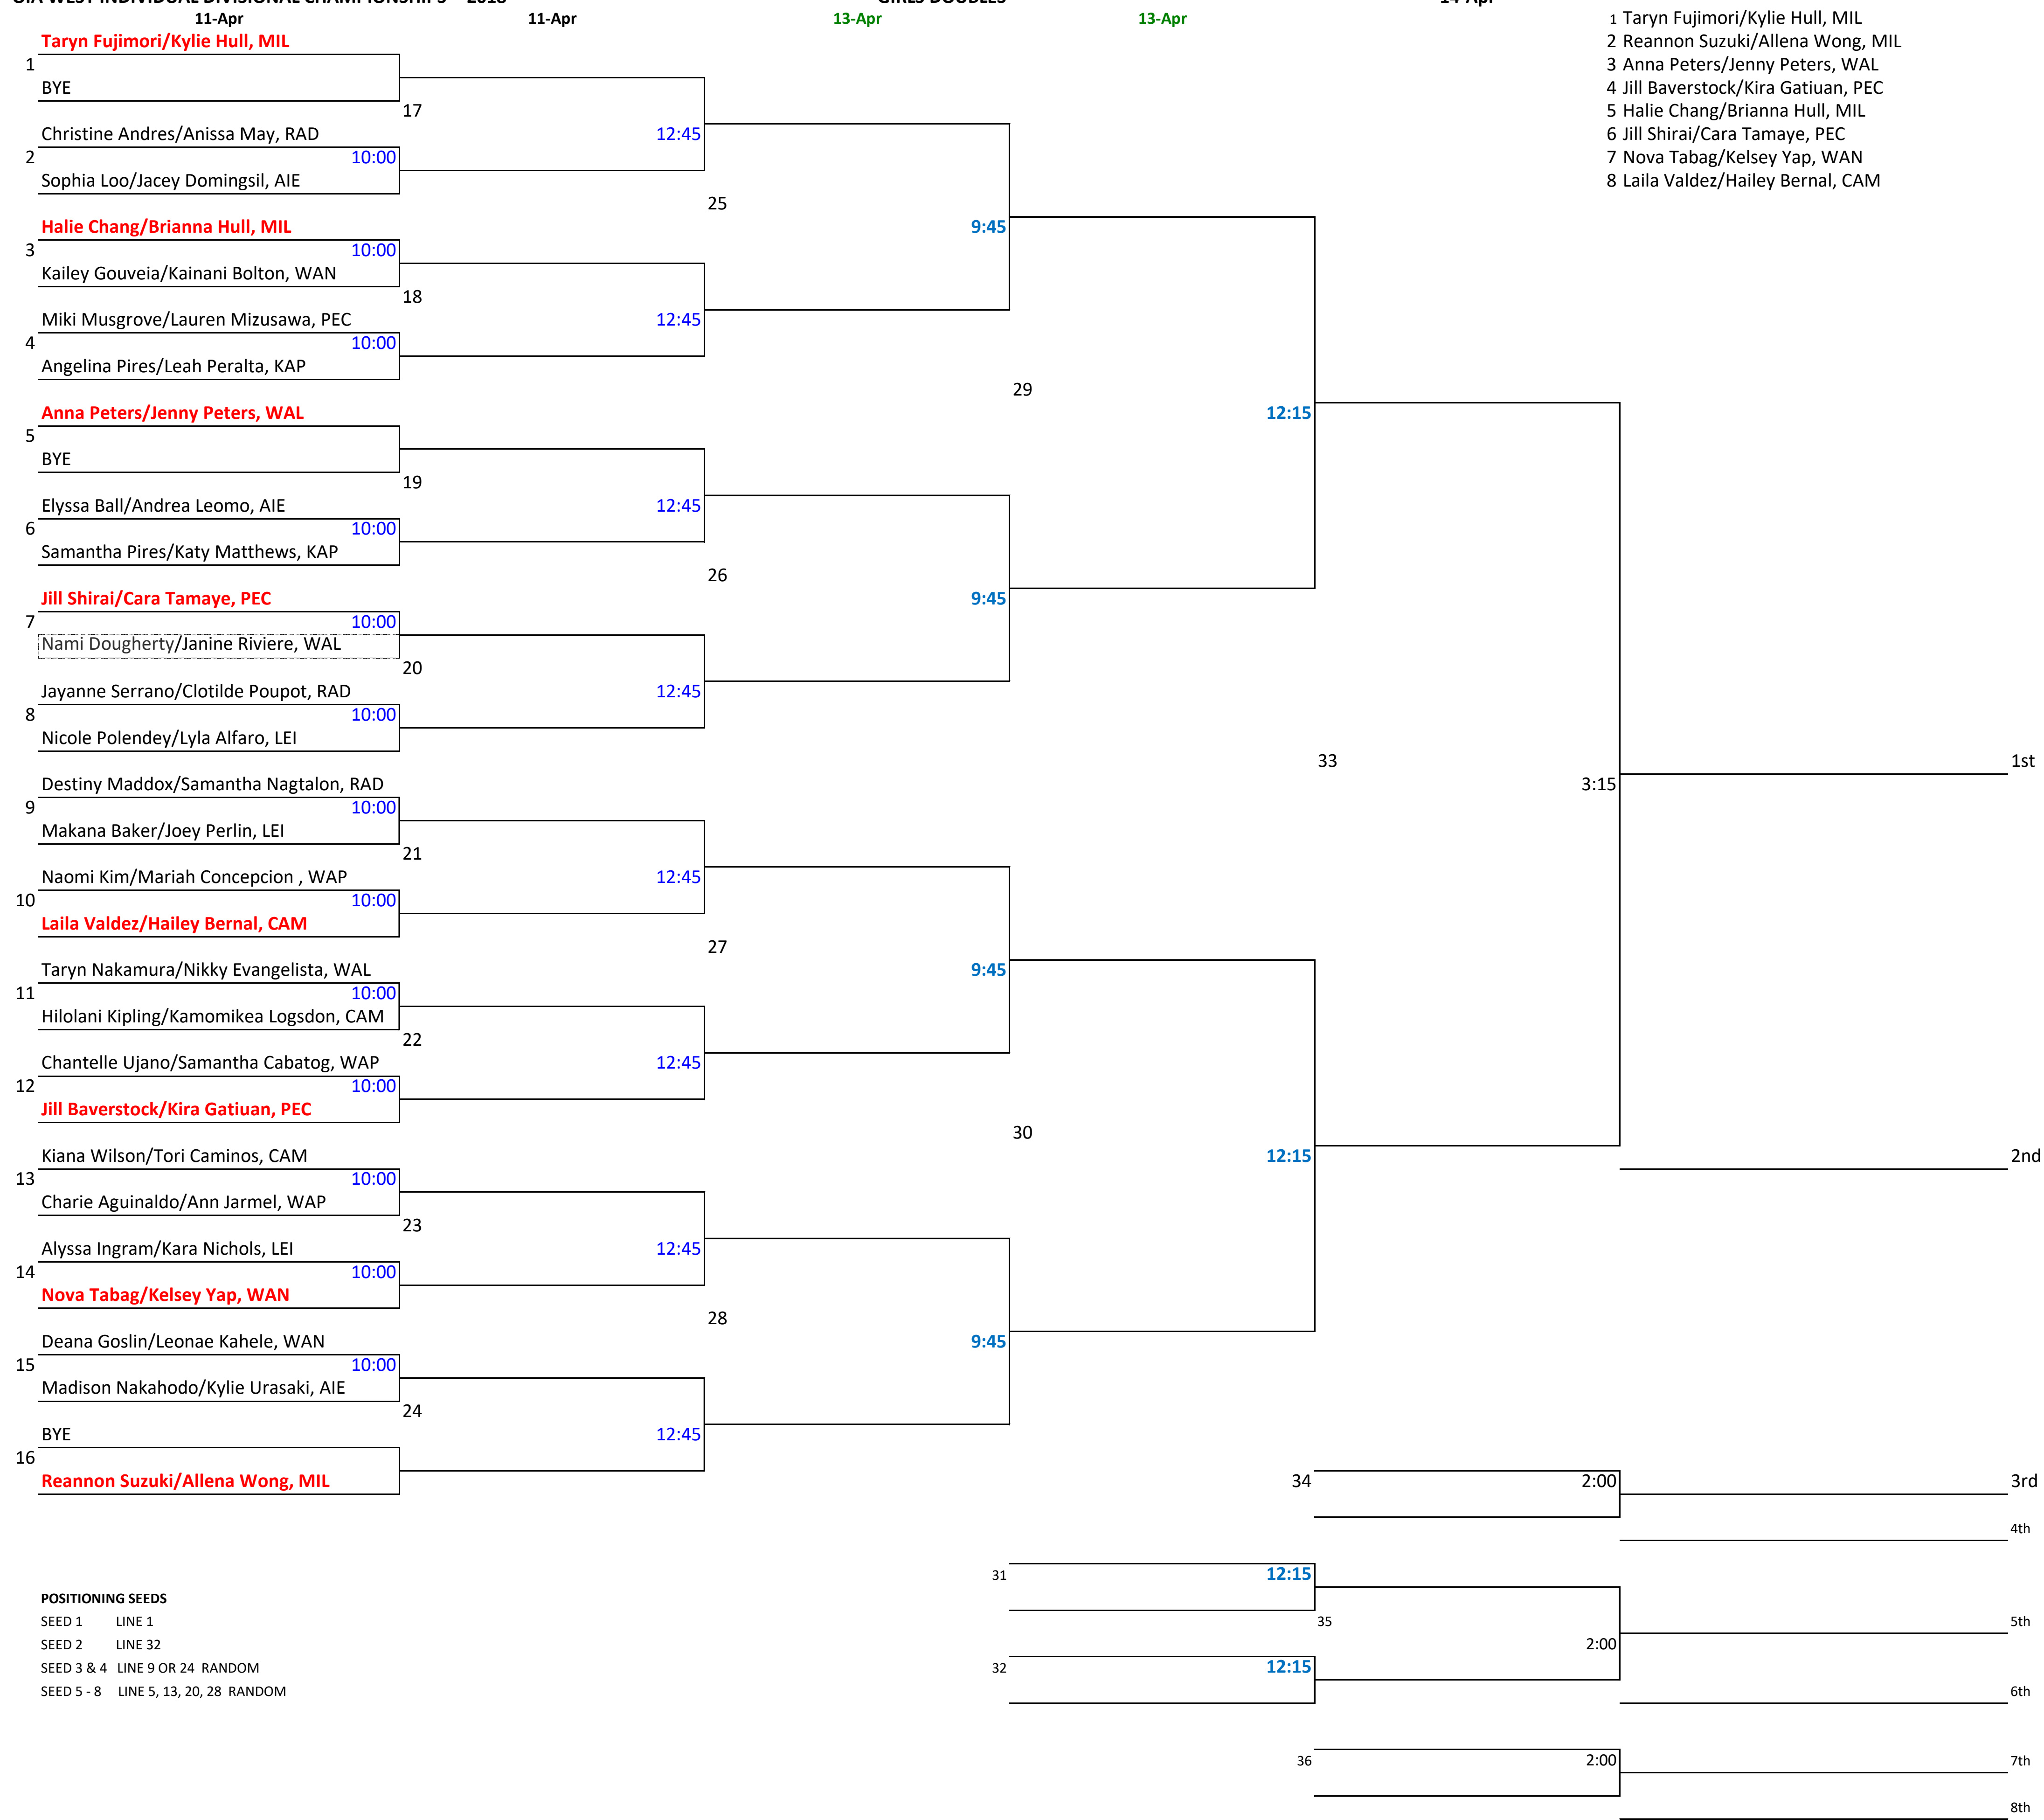 OIA WEST INDIVIDUAL DIVISIONAL CHAMPIONSHIPS 2018 GIRLS DOUBLES 14-Apr
11-Apr 11-Apr 13-Apr 13-Apr
1 Taryn Fujimori/Kylie Hull, MIL
2 Reannon Suzuki/Allena Wong, MIL
3 Anna Peters/Jenny Peters, WAL
4 Jill Baverstock/Kira Gatiuan, PEC
5 Halie Chang/Brianna Hull, MIL
6 Jill Shirai/Cara Tamaye, PEC
7 Nova Tabag/Kelsey Yap, WAN
8 Laila Valdez/Hailey Bernal, CAM
Taryn Fujimori/Kylie Hull, MIL
1
BYE
17
Christine Andres/Anissa May, RAD 12:45
2 10:00
Sophia Loo/Jacey Domingsil, AIE
25
Halie Chang/Brianna Hull, MIL 9:45
3 10:00
Kailey Gouveia/Kainani Bolton, WAN
18
Miki Musgrove/Lauren Mizusawa, PEC 12:45
4 10:00
Angelina Pires/Leah Peralta, KAP
29
Anna Peters/Jenny Peters, WAL 12:15
5
BYE
19
Elyssa Ball/Andrea Leomo, AIE 12:45
6 10:00
Samantha Pires/Katy Matthews, KAP
26
Jill Shirai/Cara Tamaye, PEC 9:45
7 10:00
Nami Dougherty/Janine Riviere, WAL
20
Jayanne Serrano/Clotilde Poupot, RAD 12:45
8 10:00
Nicole Polendey/Lyla Alfaro, LEI
33 1st
Destiny Maddox/Samantha Nagtalon, RAD 3:15
9 10:00
Makana Baker/Joey Perlin, LEI
21
Naomi Kim/Mariah Concepcion , WAP 12:45
10 10:00
Laila Valdez/Hailey Bernal, CAM
27
Taryn Nakamura/Nikky Evangelista, WAL 9:45
11 10:00
Hilolani Kipling/Kamomikea Logsdon, CAM
22
Chantelle Ujano/Samantha Cabatog, WAP 12:45
12 10:00
Jill Baverstock/Kira Gatiuan, PEC
30
Kiana Wilson/Tori Caminos, CAM 12:15 2nd
13 10:00
Charie Aguinaldo/Ann Jarmel, WAP
23
Alyssa Ingram/Kara Nichols, LEI 12:45
14 10:00
Nova Tabag/Kelsey Yap, WAN
28
Deana Goslin/Leonae Kahele, WAN 9:45
15 10:00
Madison Nakahodo/Kylie Urasaki, AIE
24
BYE 12:45
16
Reannon Suzuki/Allena Wong, MIL 34 2:00 3rd
4th
31 12:15
POSITIONING SEEDS
SEED 1 LINE 1 35 5th
SEED 2 LINE 32 2:00
SEED 3 & 4 LINE 9 OR 24 RANDOM 32 12:15
SEED 5 - 8 LINE 5, 13, 20, 28 RANDOM 6th
36 2:00 7th
8th